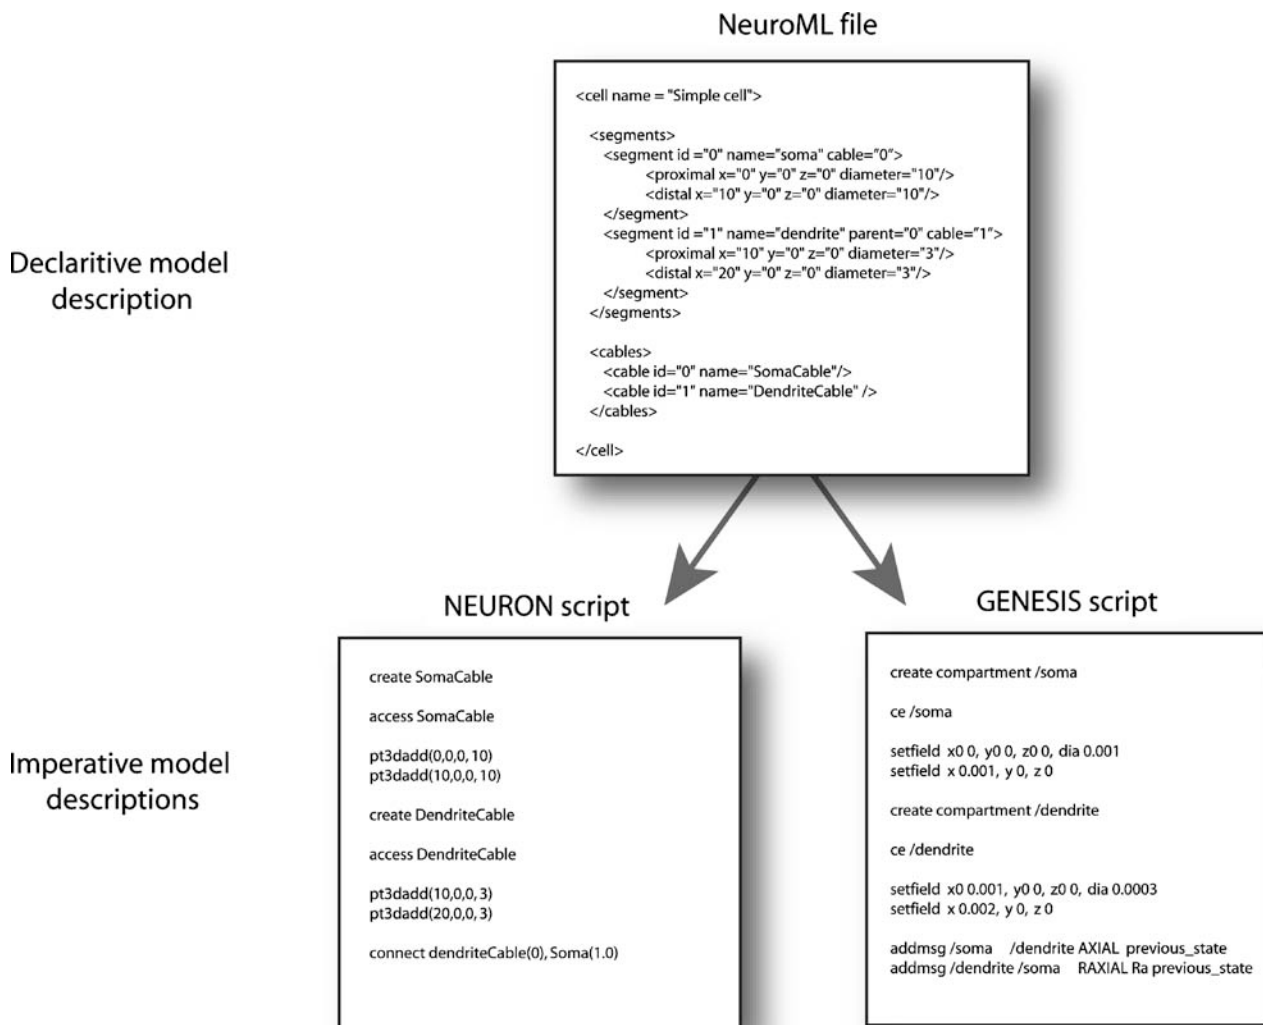 NeuroML file
<cell name = "Simple cell">
<segments>
<segment id ="0" name="soma" cable="0">
<proximal x="0" y="0" z="0" diameter="10"/>
<distal x="10" y="0" z="0" diameter="10"/>
</segment>
<segment id ="1" name="dendrite" parent="0" cable="1">
<proximal x="10" y="0" z="0" diameter="3"/>
<distal x="20" y="0" z="0" diameter="3"/>
</segment>
</segments>
<cables>
<cable id="0" name="SomaCable"/>
<cable id="1" name="DendriteCable" />
</cables>
</cell>
Declaritive model
description
NEURON script
create SomaCable
access SomaCable
pt3dadd(0,0,0, 10)
pt3dadd(10,0,0, 10)
create DendriteCable
access DendriteCable
pt3dadd(10,0,0, 3)
pt3dadd(20,0,0, 3)
connect dendriteCable(0), Soma(1.0)
GENESIS script
create compartment /soma
ce /soma
setfield x0 0, y0 0, z0 0, dia 0.001
setfield x 0.001, y 0, z 0
create compartment /dendrite
ce /dendrite
setfield x0 0.001, y0 0, z0 0, dia 0.0003
setfield x 0.002, y 0, z 0
addmsg /soma /dendrite AXIAL previous_state
addmsg /dendrite /soma RAXIAL Ra previous_state
Imperative model
descriptions